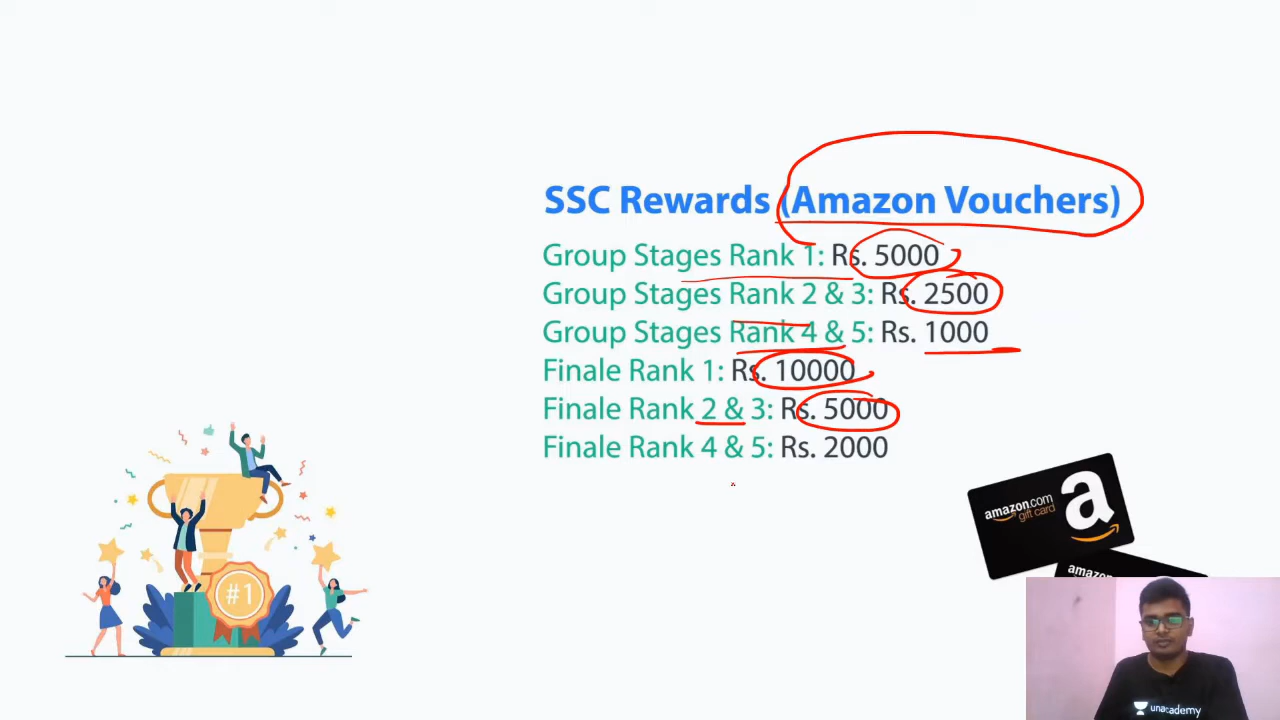 SSC Rewards (Amazon Vouchers)
Group Stages Rank 1: Rs. 5000
Group Stages Rank 2 & 3: Rs. 2500
Group Stages Rank 4 & 5: Rs. 1000
Finale Rank 1: Rs. 10000
Finale Rank 2 & 3: Rs. 5000
Finale Rank 4 & 5: Rs. 2000
amazon.com
gift card
a
#1
unacademy